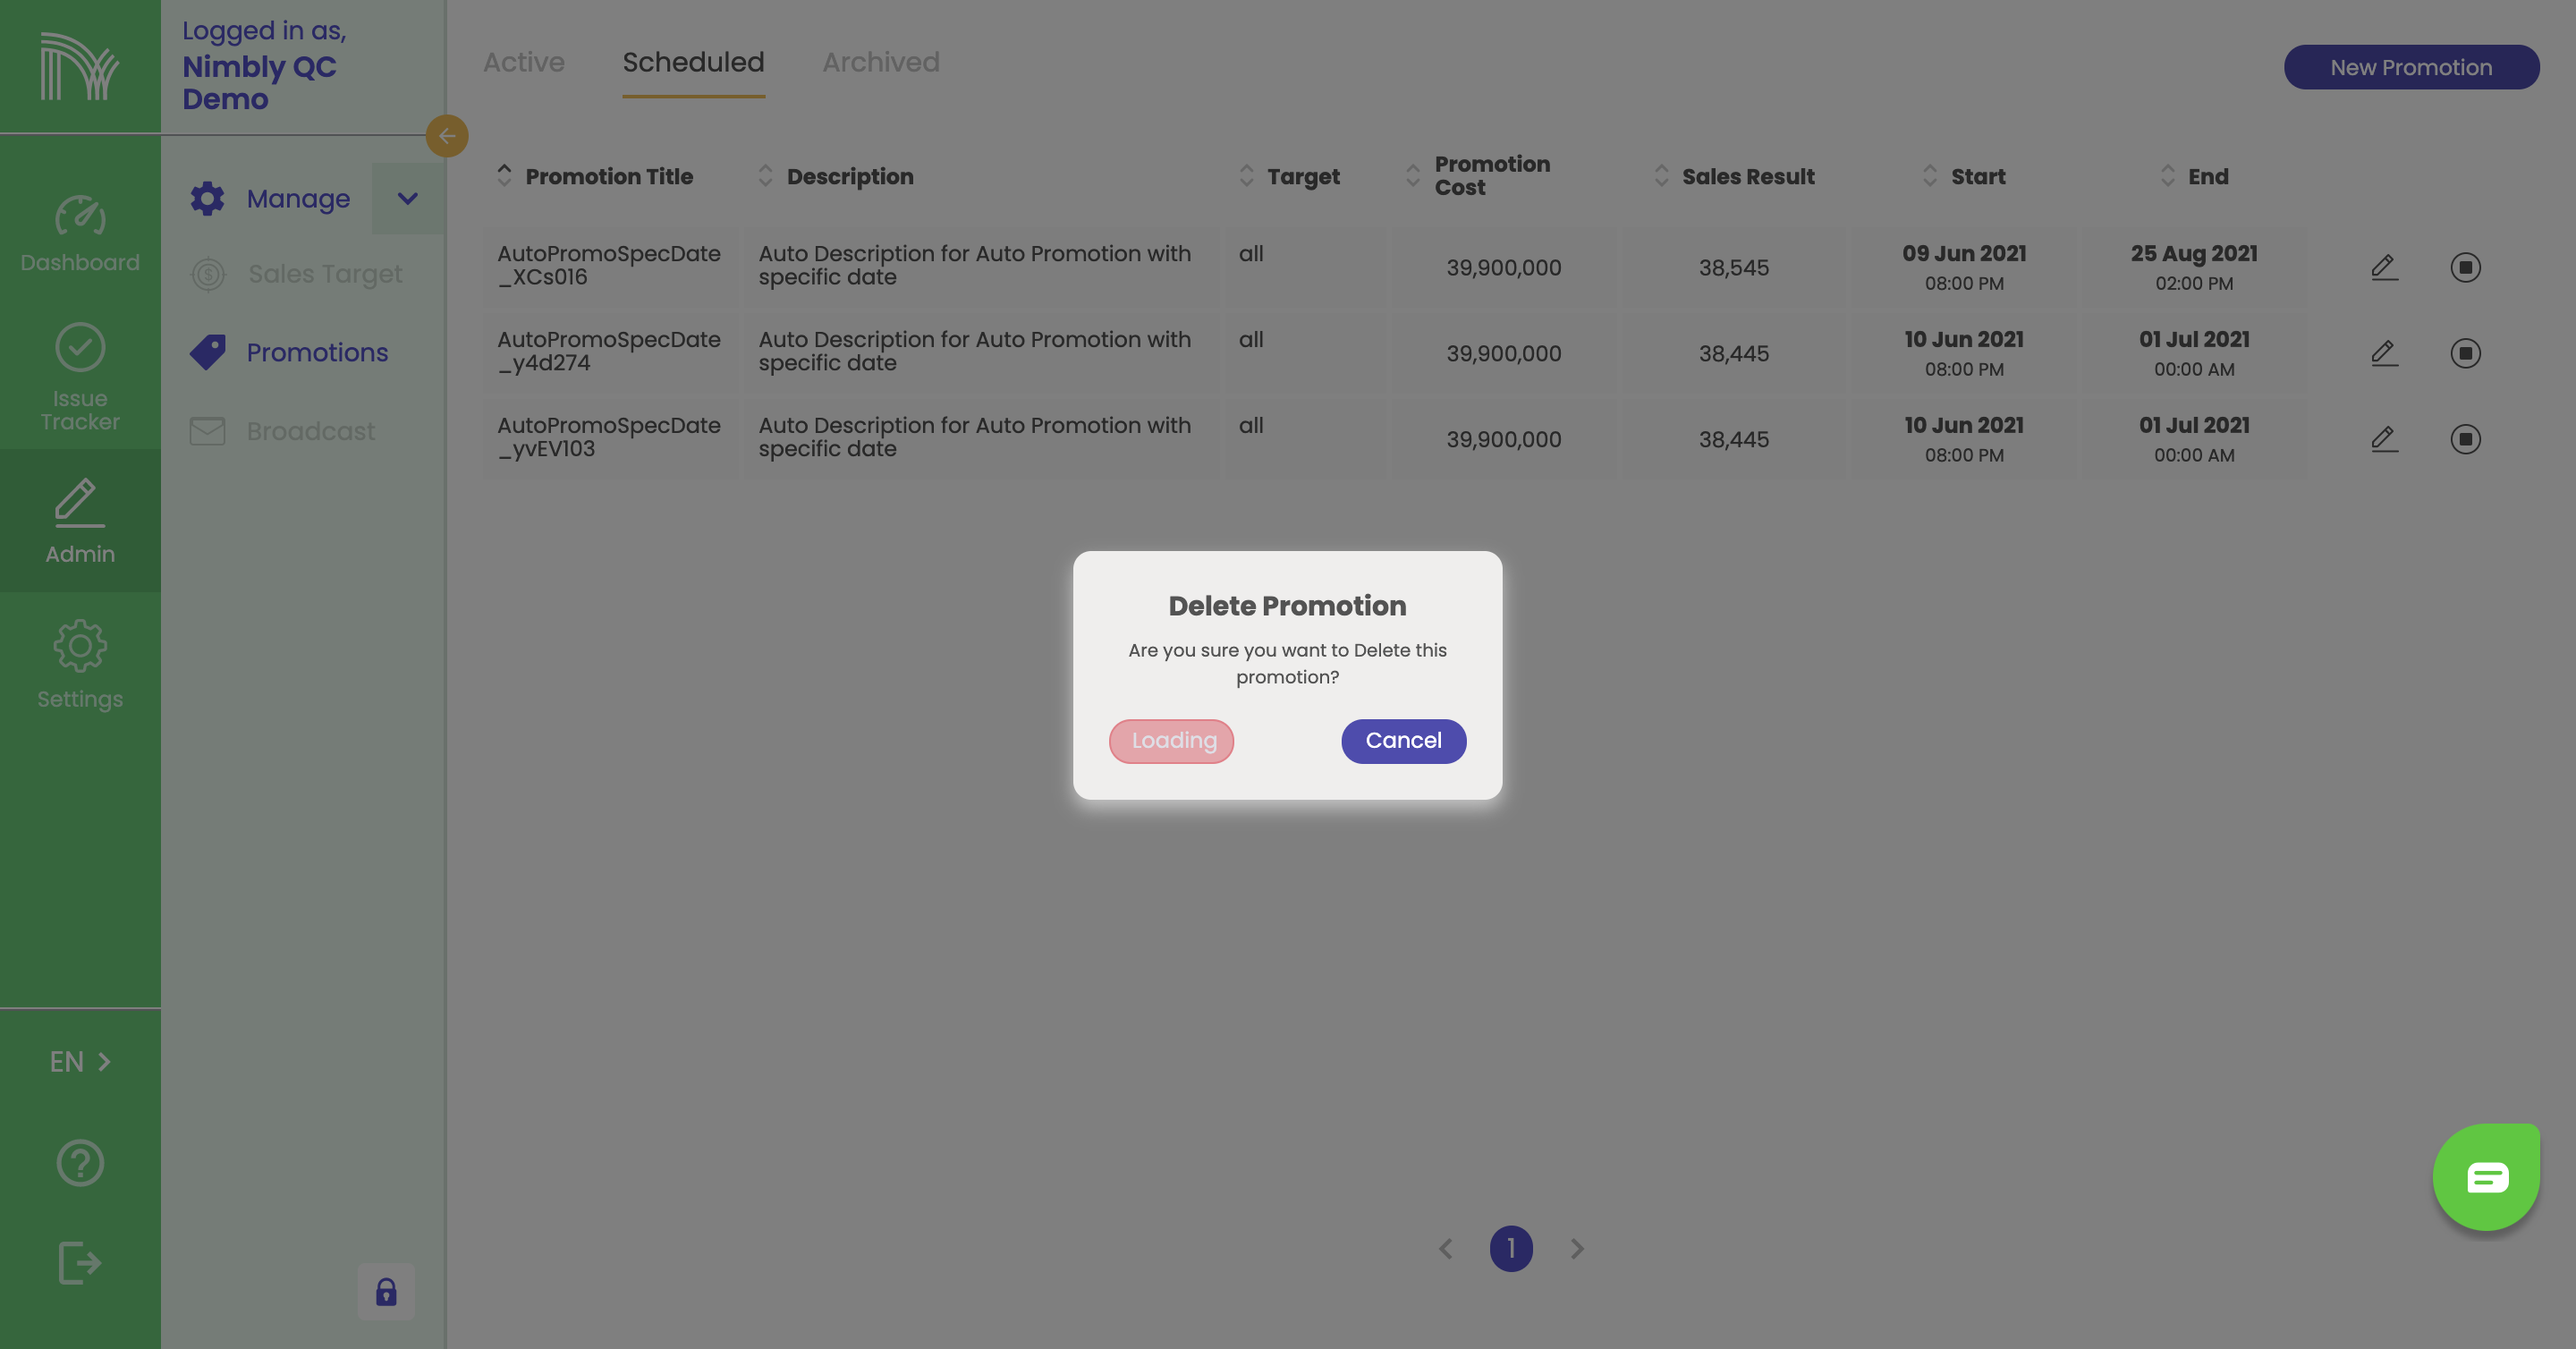 Logged in as,
Nimbly QC
Demo
Dashboard
Issue
Tracker
Admin
Settings
EN
Manage
Sales Target
Promotions
Broadcast
Active Scheduled Archived
New Promotion
Promotion Title Description Target Promotion Cost Sales Result Start End
AutoPromoSpecDate Auto Description for Auto Promotion with all 39,900,000 38,545 09 Jun 2021 25 Aug 2021
_XCs016 specific date 08:00 PM 02:00 PM
AutoPromoSpecDate Auto Description for Auto Promotion with all 39,900,000 38,445 10 Jun 2021 01 Jul 2021
_y4d274 specific date 08:00 PM 00:00 AM
AutoPromoSpecDate Auto Description for Auto Promotion with all 39,900,000 38,445 10 Jun 2021 01 Jul 2021
_yvEV103 specific date 08:00 PM 00:00 AM
Delete Promotion
Are you sure you want to Delete this
promotion?
Loading Cancel
1